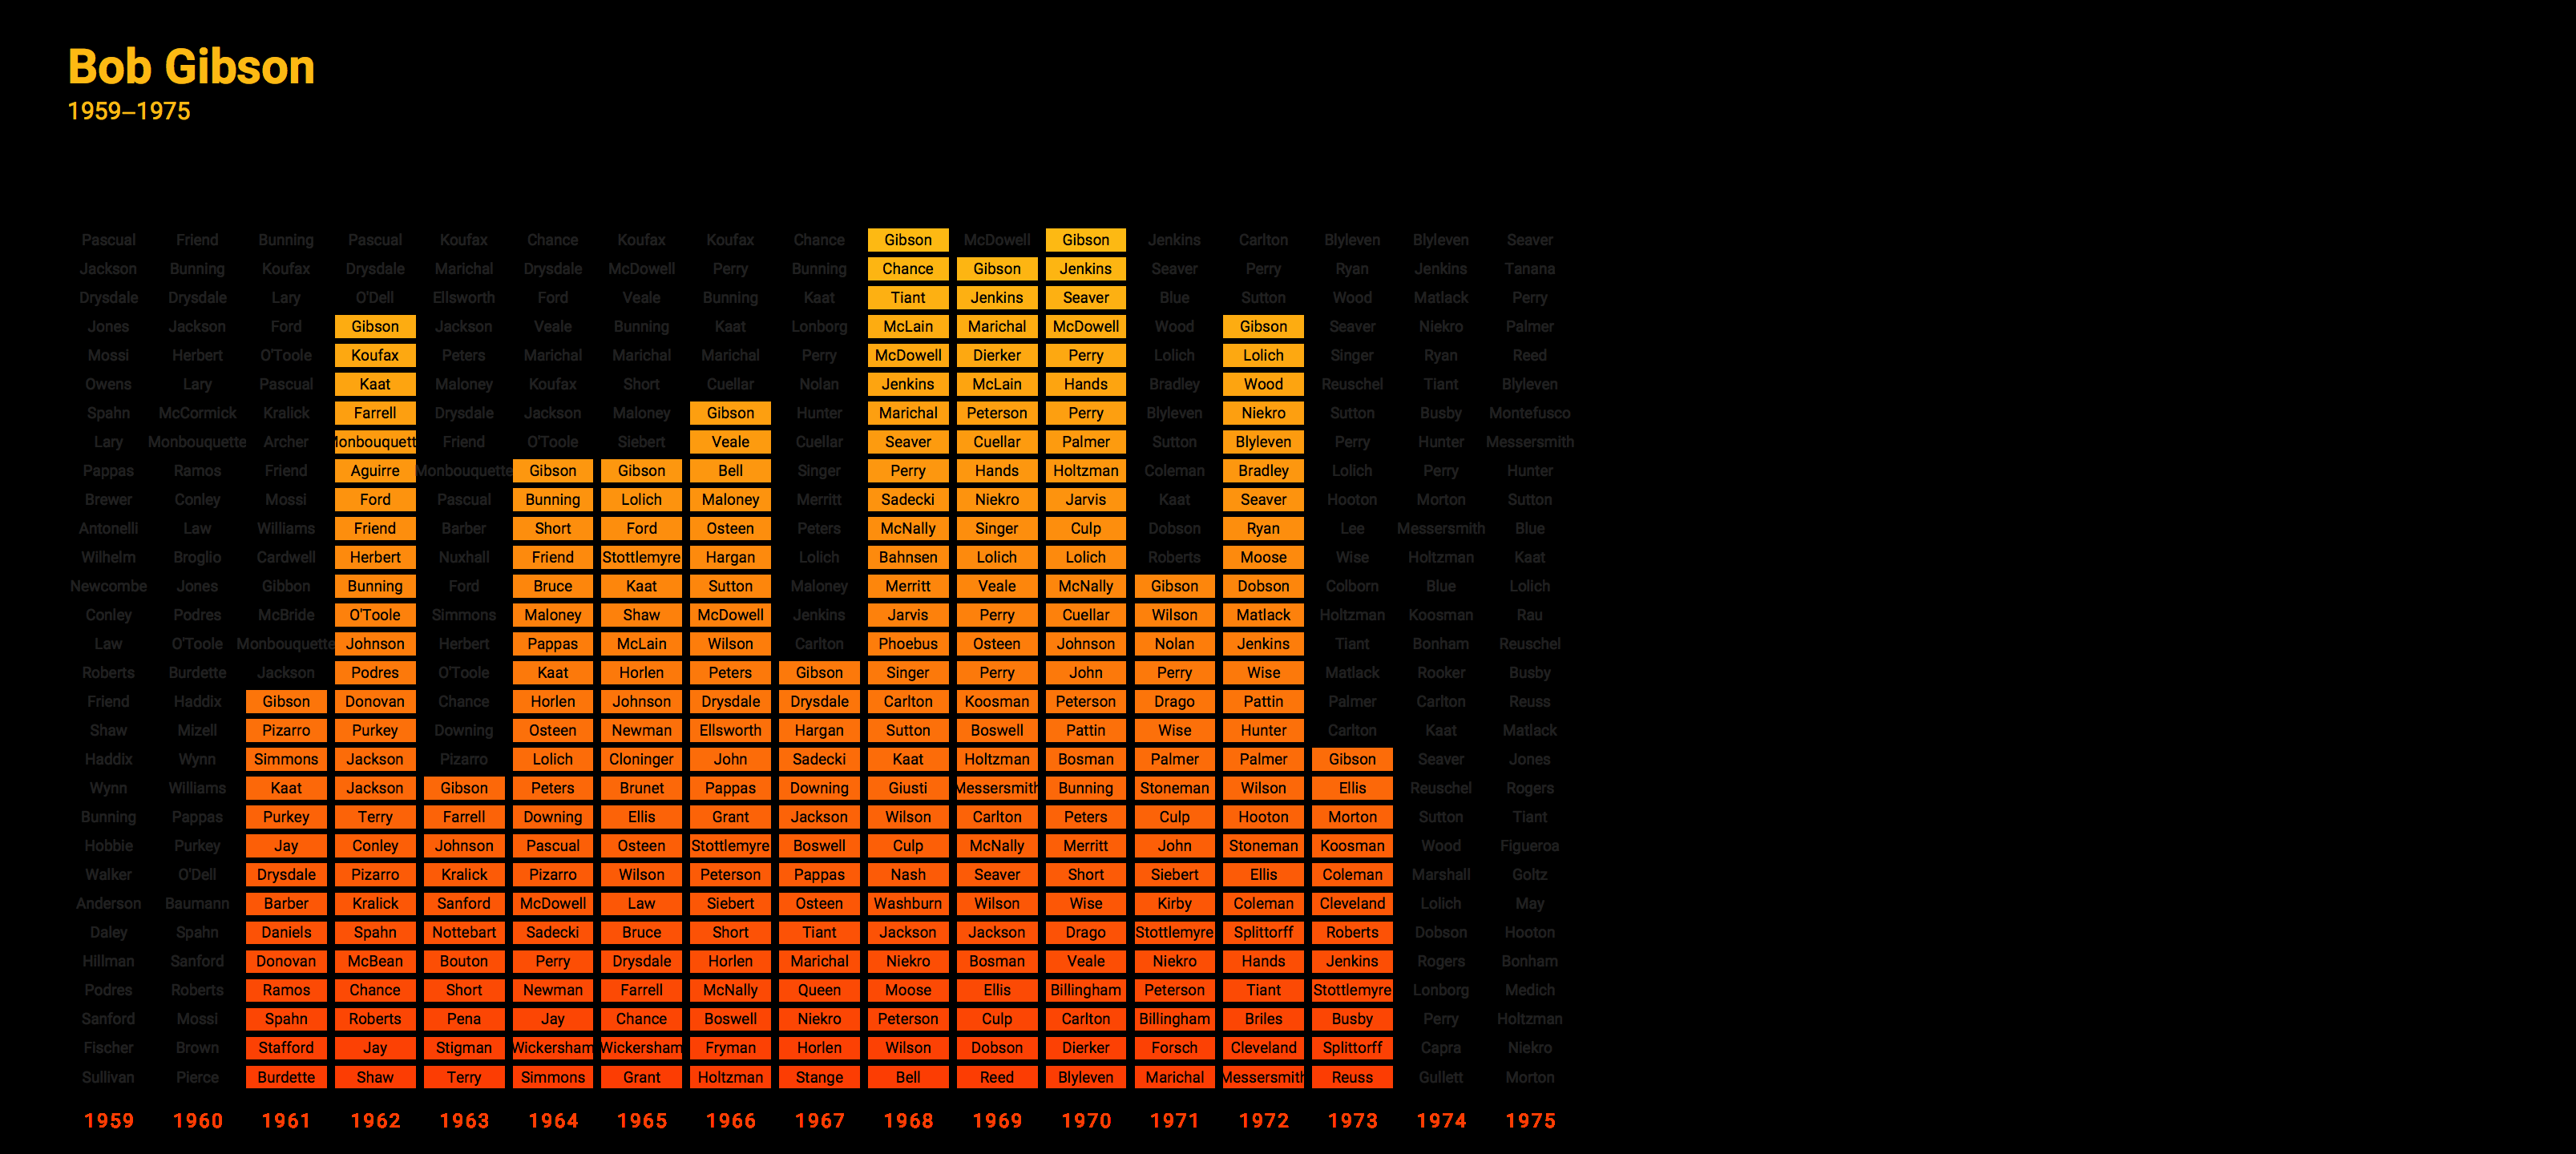 Bob Gibson
1959–1975
Pascual Friend Bunning Pascual Koufax Chance Koufax Koufax Chance Gibson McDowell Gibson Jenkins Carlton Blyleven Blyleven Seaver
Jackson Bunning Koufax Drysdale Marichal Drysdale McDowell Perry Bunning Chance Gibson Jenkins Seaver Perry Ryan Jenkins Tanana
Drysdale Drysdale Lary O'Dell Ellsworth Ford Veale Bunning Kaat Tiant Jenkins Seaver Blue Sutton Wood Matlack Perry
Jones Jackson Ford Gibson Jackson Veale Bunning Kaat Lonborg McLain Marichal McDowell Wood Gibson Seaver Niekro Palmer
Mossi Herbert O'Toole Koufax Peters Marichal Marichal Marichal Perry McDowell Dierker Perry Lolich Lolich Singer Ryan Reed
Owens Lary Pascual Kaat Maloney Koufax Short Cuellar Nolan Jenkins McLain Hands Bradley Wood Reuschel Tiant Blyleven
Spahn McCormick Kralick Farrell Drysdale Jackson Maloney Gibson Hunter Marichal Peterson Perry Blyleven Niekro Sutton Busby Montefusco
Lary Monbouquette Archer Monbouquett Friend O'Toole Siebert Veale Cuellar Seaver Cuellar Palmer Sutton Blyleven Perry Hunter Messersmith
Pappas Ramos Friend Aguirre Monbouquette Gibson Gibson Bell Singer Perry Hands Holtzman Coleman Bradley Lolich Perry Hunter
Brewer Conley Mossi Ford Pascual Bunning Lolich Maloney Merritt Sadecki Niekro Jarvis Kaat Seaver Hooton Morton Sutton
Antonelli Law Williams Friend Barber Short Ford Osteen Peters McNally Singer Culp Dobson Ryan Lee Messersmith Blue
Wilhelm Broglio Cardwell Herbert Nuxhall Friend Stottlemyre Hargan Lolich Bahnsen Lolich Lolich Roberts Moose Wise Holtzman Kaat
Newcombe Jones Gibbon Bunning Ford Bruce Kaat Sutton Maloney Merritt Veale McNally Gibson Dobson Colborn Blue Lolich
Conley Podres McBride O'Toole Simmons Maloney Shaw McDowell Jenkins Jarvis Perry Cuellar Wilson Matlack Holtzman Koosman Rau
Law O'Toole Monbouquette Johnson Herbert Pappas McLain Wilson Carlton Phoebus Osteen Johnson Nolan Jenkins Tiant Bonham Reuschel
Roberts Burdette Jackson Podres O'Toole Kaat Horlen Peters Gibson Singer Perry John Perry Wise Matlack Rooker Busby
Friend Haddix Gibson Donovan Chance Horlen Johnson Drysdale Drysdale Carlton Koosman Peterson Drago Pattin Palmer Carlton Reuss
Shaw Mizell Pizarro Purkey Downing Osteen Newman Ellsworth Hargan Sutton Boswell Pattin Wise Hunter Carlton Kaat Matlack
Haddix Wynn Simmons Jackson Pizarro Lolich Cloninger John Sadecki Kaat Holtzman Bosman Palmer Palmer Gibson Seaver Jones
Wynn Williams Kaat Jackson Gibson Peters Brunet Pappas Downing Giusti Messersmith Bunning Stoneman Wilson Ellis Reuschel Rogers
Bunning Pappas Purkey Terry Farrell Downing Ellis Grant Jackson Wilson Carlton Peters Culp Hooton Morton Sutton Tiant
Hobbie Purkey Jay Conley Johnson Pascual Osteen Stottlemyre Boswell Culp McNally Merritt John Stoneman Koosman Wood Figueroa
Walker O'Dell Drysdale Pizarro Kralick Pizarro Wilson Peterson Pappas Nash Seaver Short Siebert Ellis Coleman Marshall Goltz
Anderson Baumann Barber Kralick Sanford McDowell Law Siebert Osteen Washburn Wilson Wise Kirby Coleman Cleveland Lolich May
Daley Spahn Daniels Spahn Nottebart Sadecki Bruce Short Tiant Jackson Jackson Drago Stottlemyre Splittorff Roberts Dobson Hooton
Hillman Sanford Donovan McBean Bouton Perry Drysdale Horlen Marichal Niekro Bosman Veale Niekro Hands Jenkins Rogers Bonham
Podres Roberts Ramos Chance Short Newman Farrell McNally Queen Moose Ellis Billingham Peterson Tiant Stottlemyre Lonborg Medich
Sanford Mossi Spahn Roberts Pena Jay Chance Boswell Niekro Peterson Culp Carlton Billingham Briles Busby Perry Holtzman
Fischer Brown Stafford Jay Stigman Wickersham Wickersham Fryman Horlen Wilson Dobson Dierker Forsch Cleveland Splittorff Capra Niekro
Sullivan Pierce Burdette Shaw Terry Simmons Grant Holtzman Stange Bell Reed Blyleven Marichal Messersmith Reuss Gullett Morton
1959 1960 1961 1962 1963 1964 1965 1966 1967 1968 1969 1970 1971 1972 1973 1974 1975